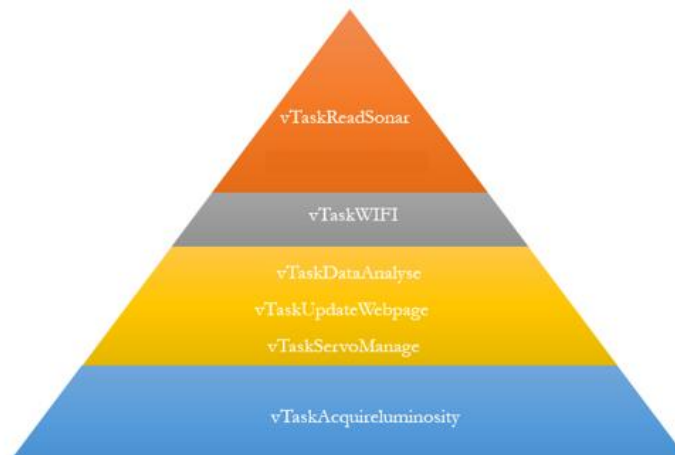 vTaskReadSonar
vTaskWIFI
vTaskDataAnalyse
vTaskUpdateWebpage
vTaskServoManage
vTaskAcquireluminosity